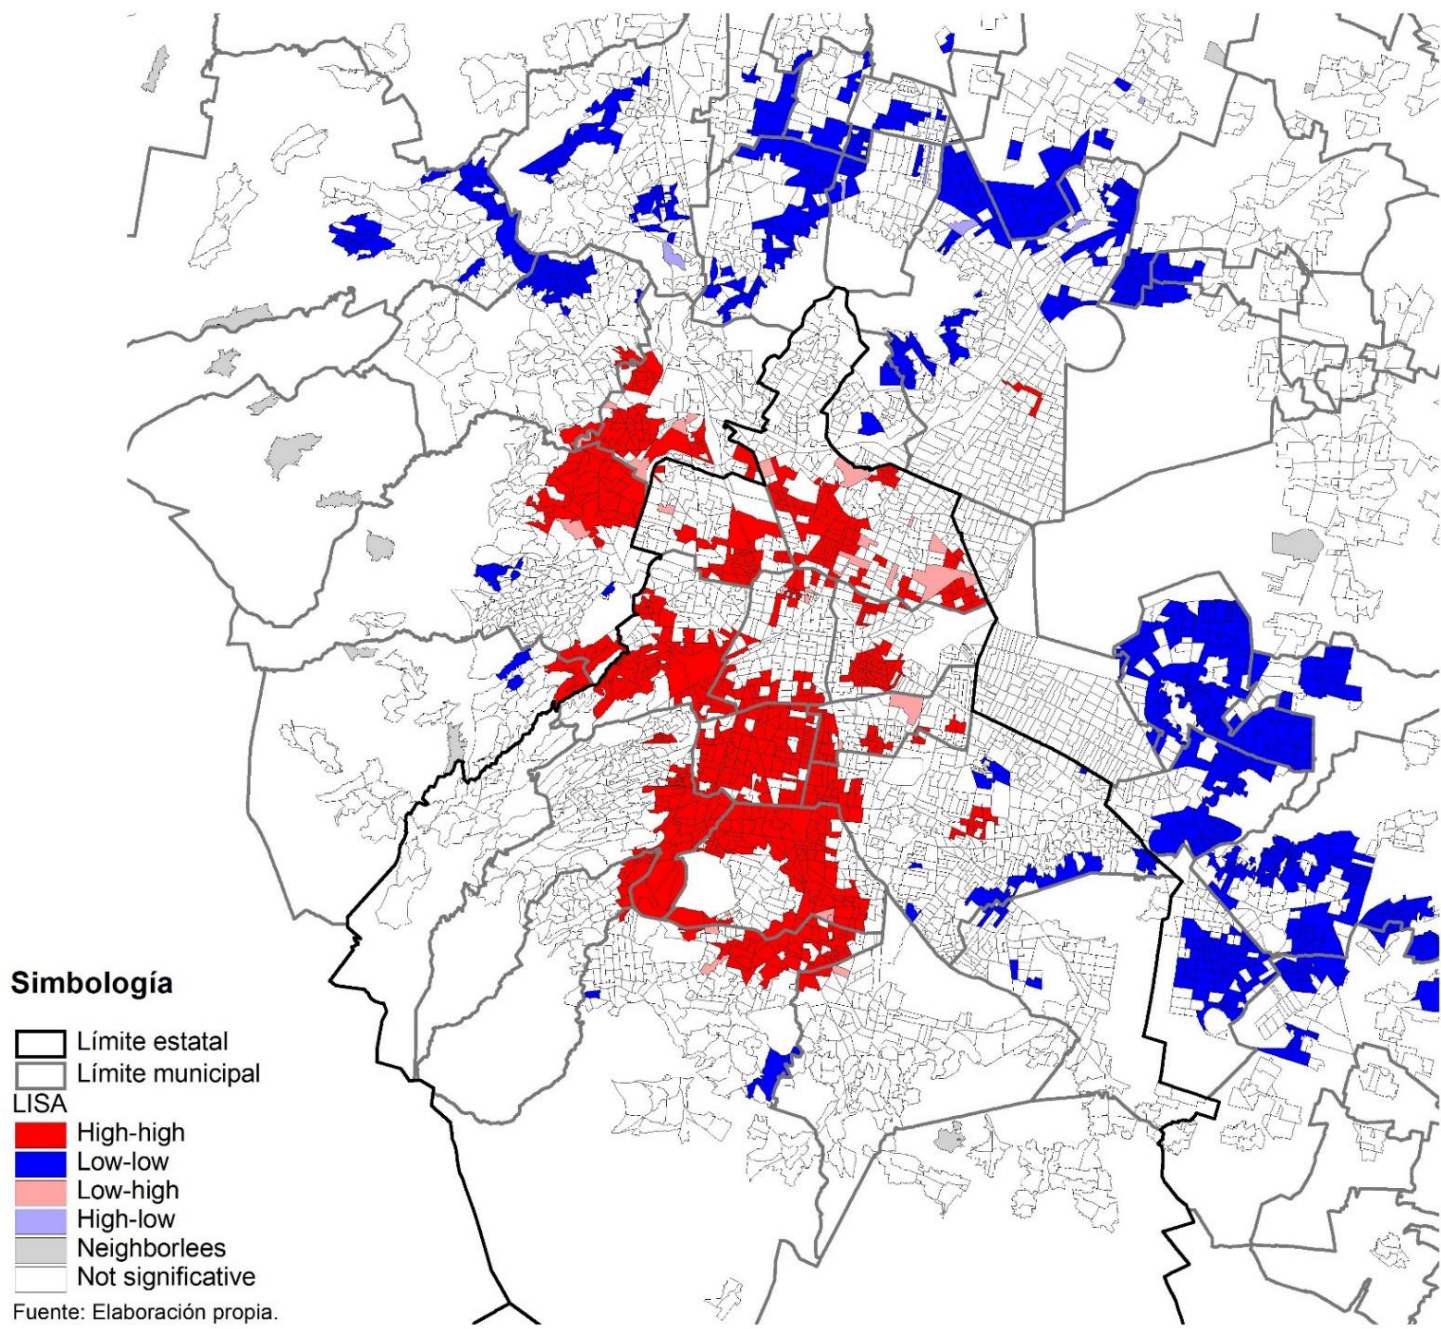 Simbología
Límite estatal
Límite municipal
LISA
High-high
Low-low
Low-high
High-low
Neighborlees
Not significative
Fuente: Elaboración propia.